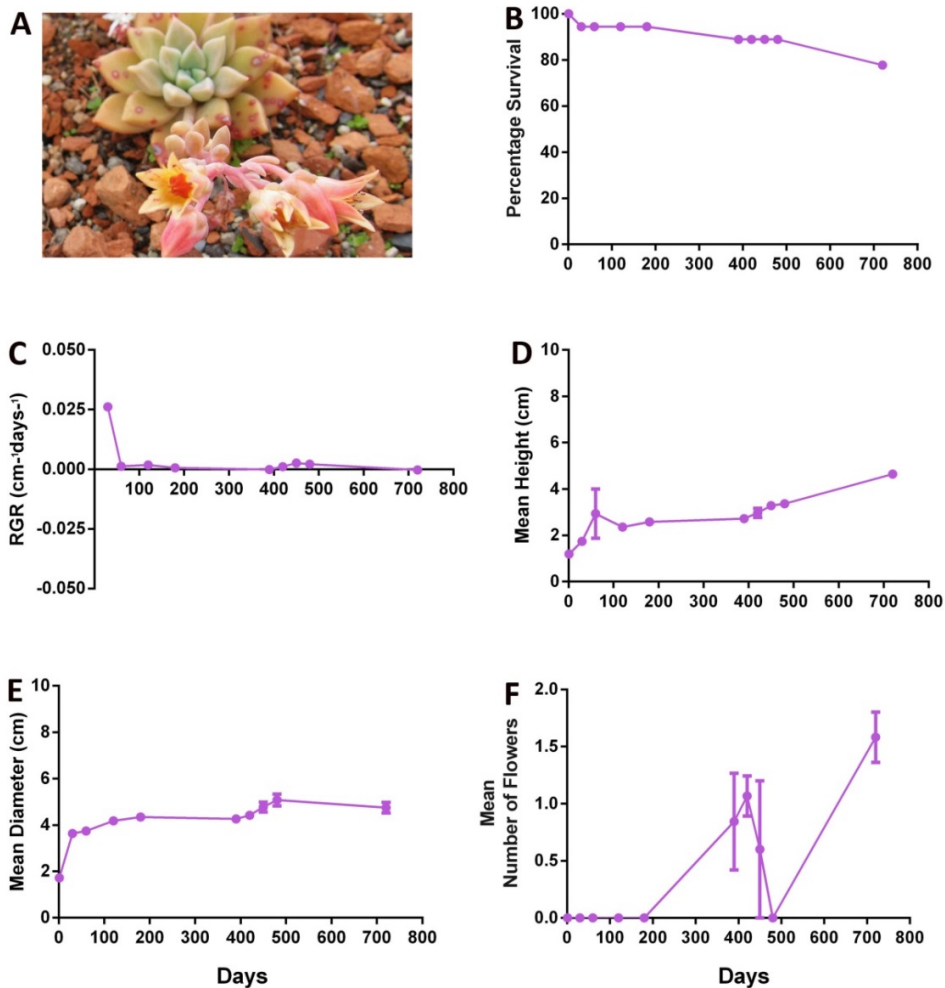 A
B
Percentage Survival
100
80
60
40
20
0
0 100 200 300 400 500 600 700 800
C
RGR (cm-¹days-¹)
0.050
0.025
0.000
-0.025
-0.050
100 200 300 400 500 600 700 800
D
Mean Height (cm)
10
8
6
4
2
0
0 100 200 300 400 500 600 700 800
E
Mean Diameter (cm)
10
8
6
4
2
0
0 100 200 300 400 500 600 700 800
Days
F
Mean
Number of Flowers
2.0
1.5
1.0
0.5
0.0
0 100 200 300 400 500 600 700 800
Days